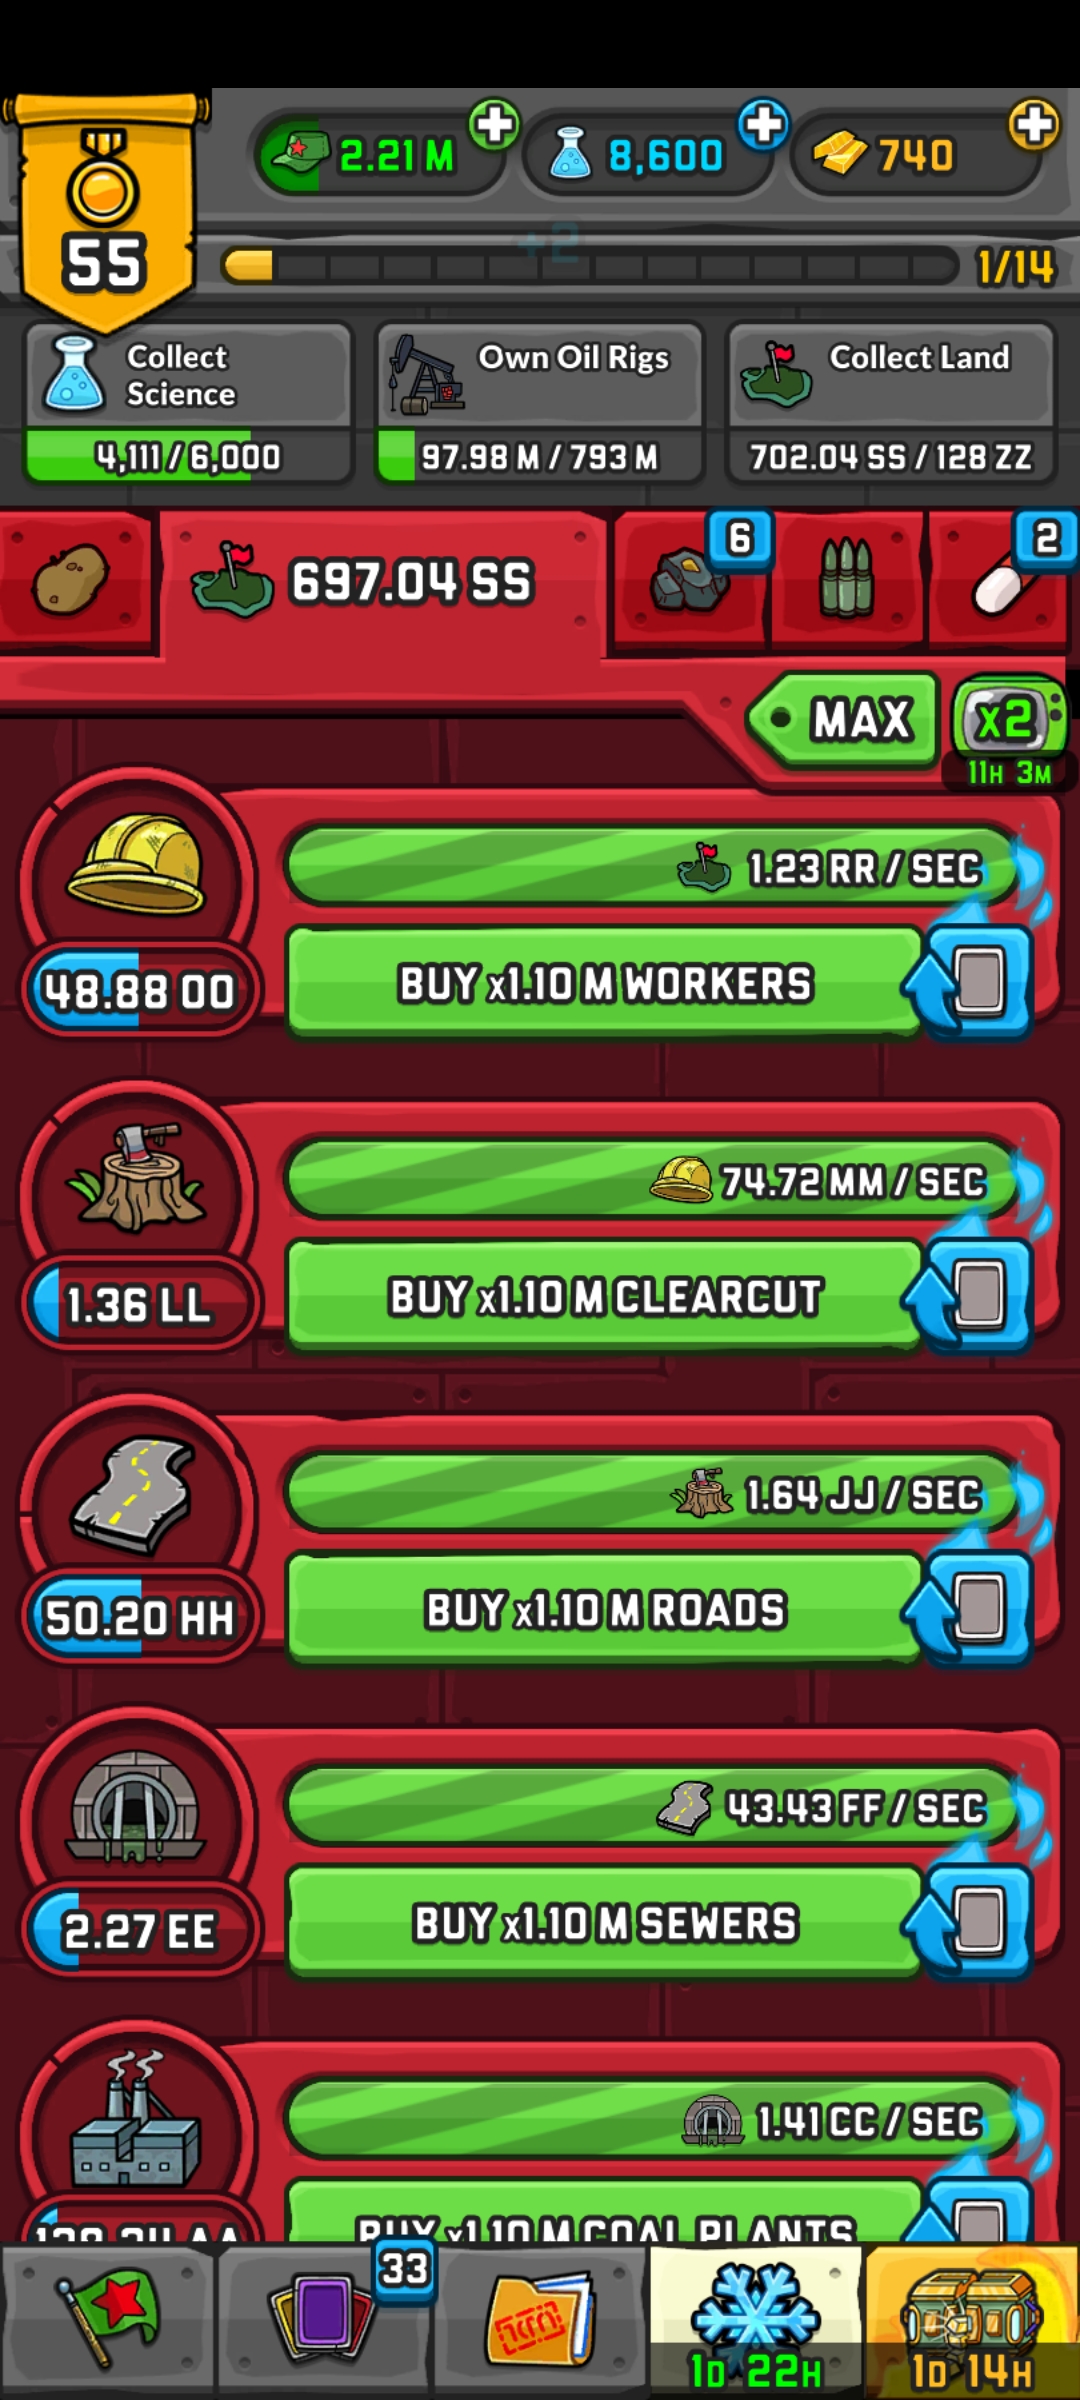 2.21 M
8,600
740
55
+2
1/14
Collect
Science
4,111 / 6,000
Own Oil Rigs
97.98 M / 793 M
Collect Land
702.04 SS / 128 ZZ
697.04 SS
6
2
MAX
x2
11H 3M
1.23 RR / SEC
48.88 OO
BUY x1.10 M WORKERS
74.72 MM / SEC
1.36 LL
BUY x1.10 M CLEARCUT
1.64 JJ / SEC
50.20 HH
BUY x1.10 M ROADS
43.43 FF / SEC
2.27 EE
BUY x1.10 M SEWERS
1.41 CC / SEC
BUY x1.10 M COAL PLANTS
33
1D 22H
1D 14H